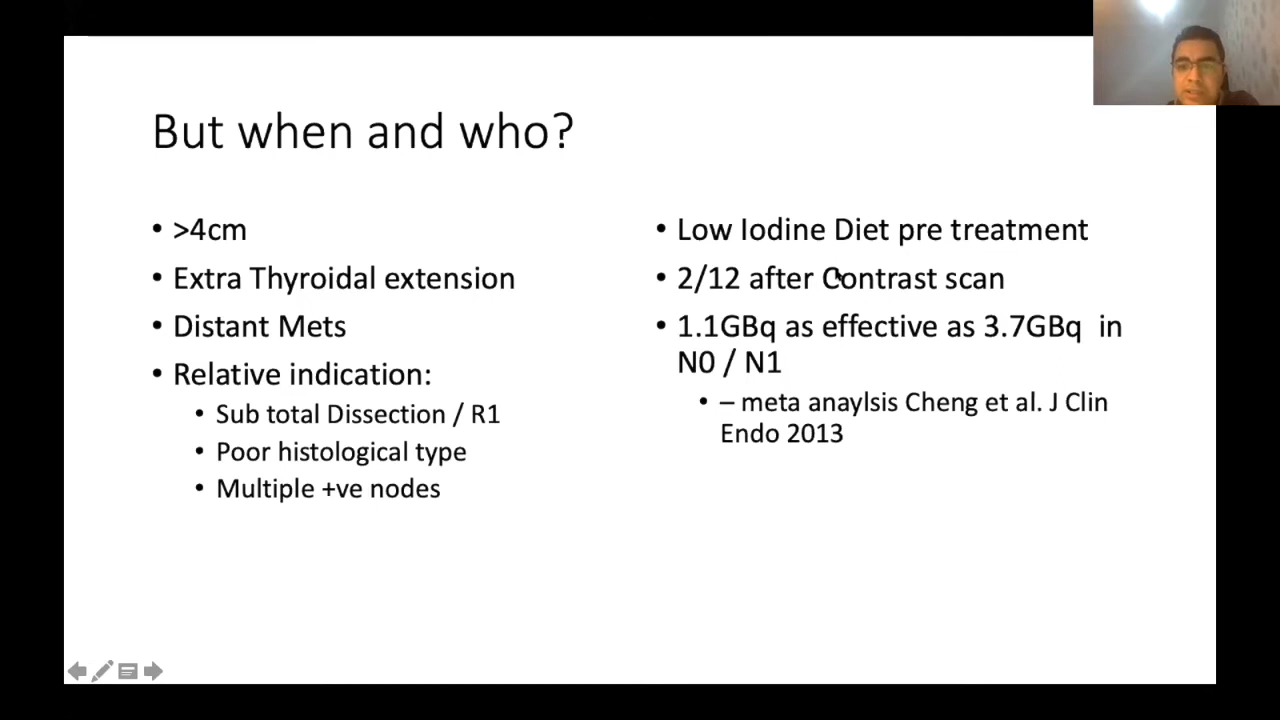 But when and who?
• >4cm
• Extra Thyroidal extension
• Distant Mets
• Relative indication:
• Sub total Dissection / R1
• Poor histological type
• Multiple +ve nodes
• Low Iodine Diet pre treatment
• 2/12 after Contrast scan
• 1.1GBq as effective as 3.7GBq in
N0 / N1
• – meta anaylsis Cheng et al. J Clin
Endo 2013